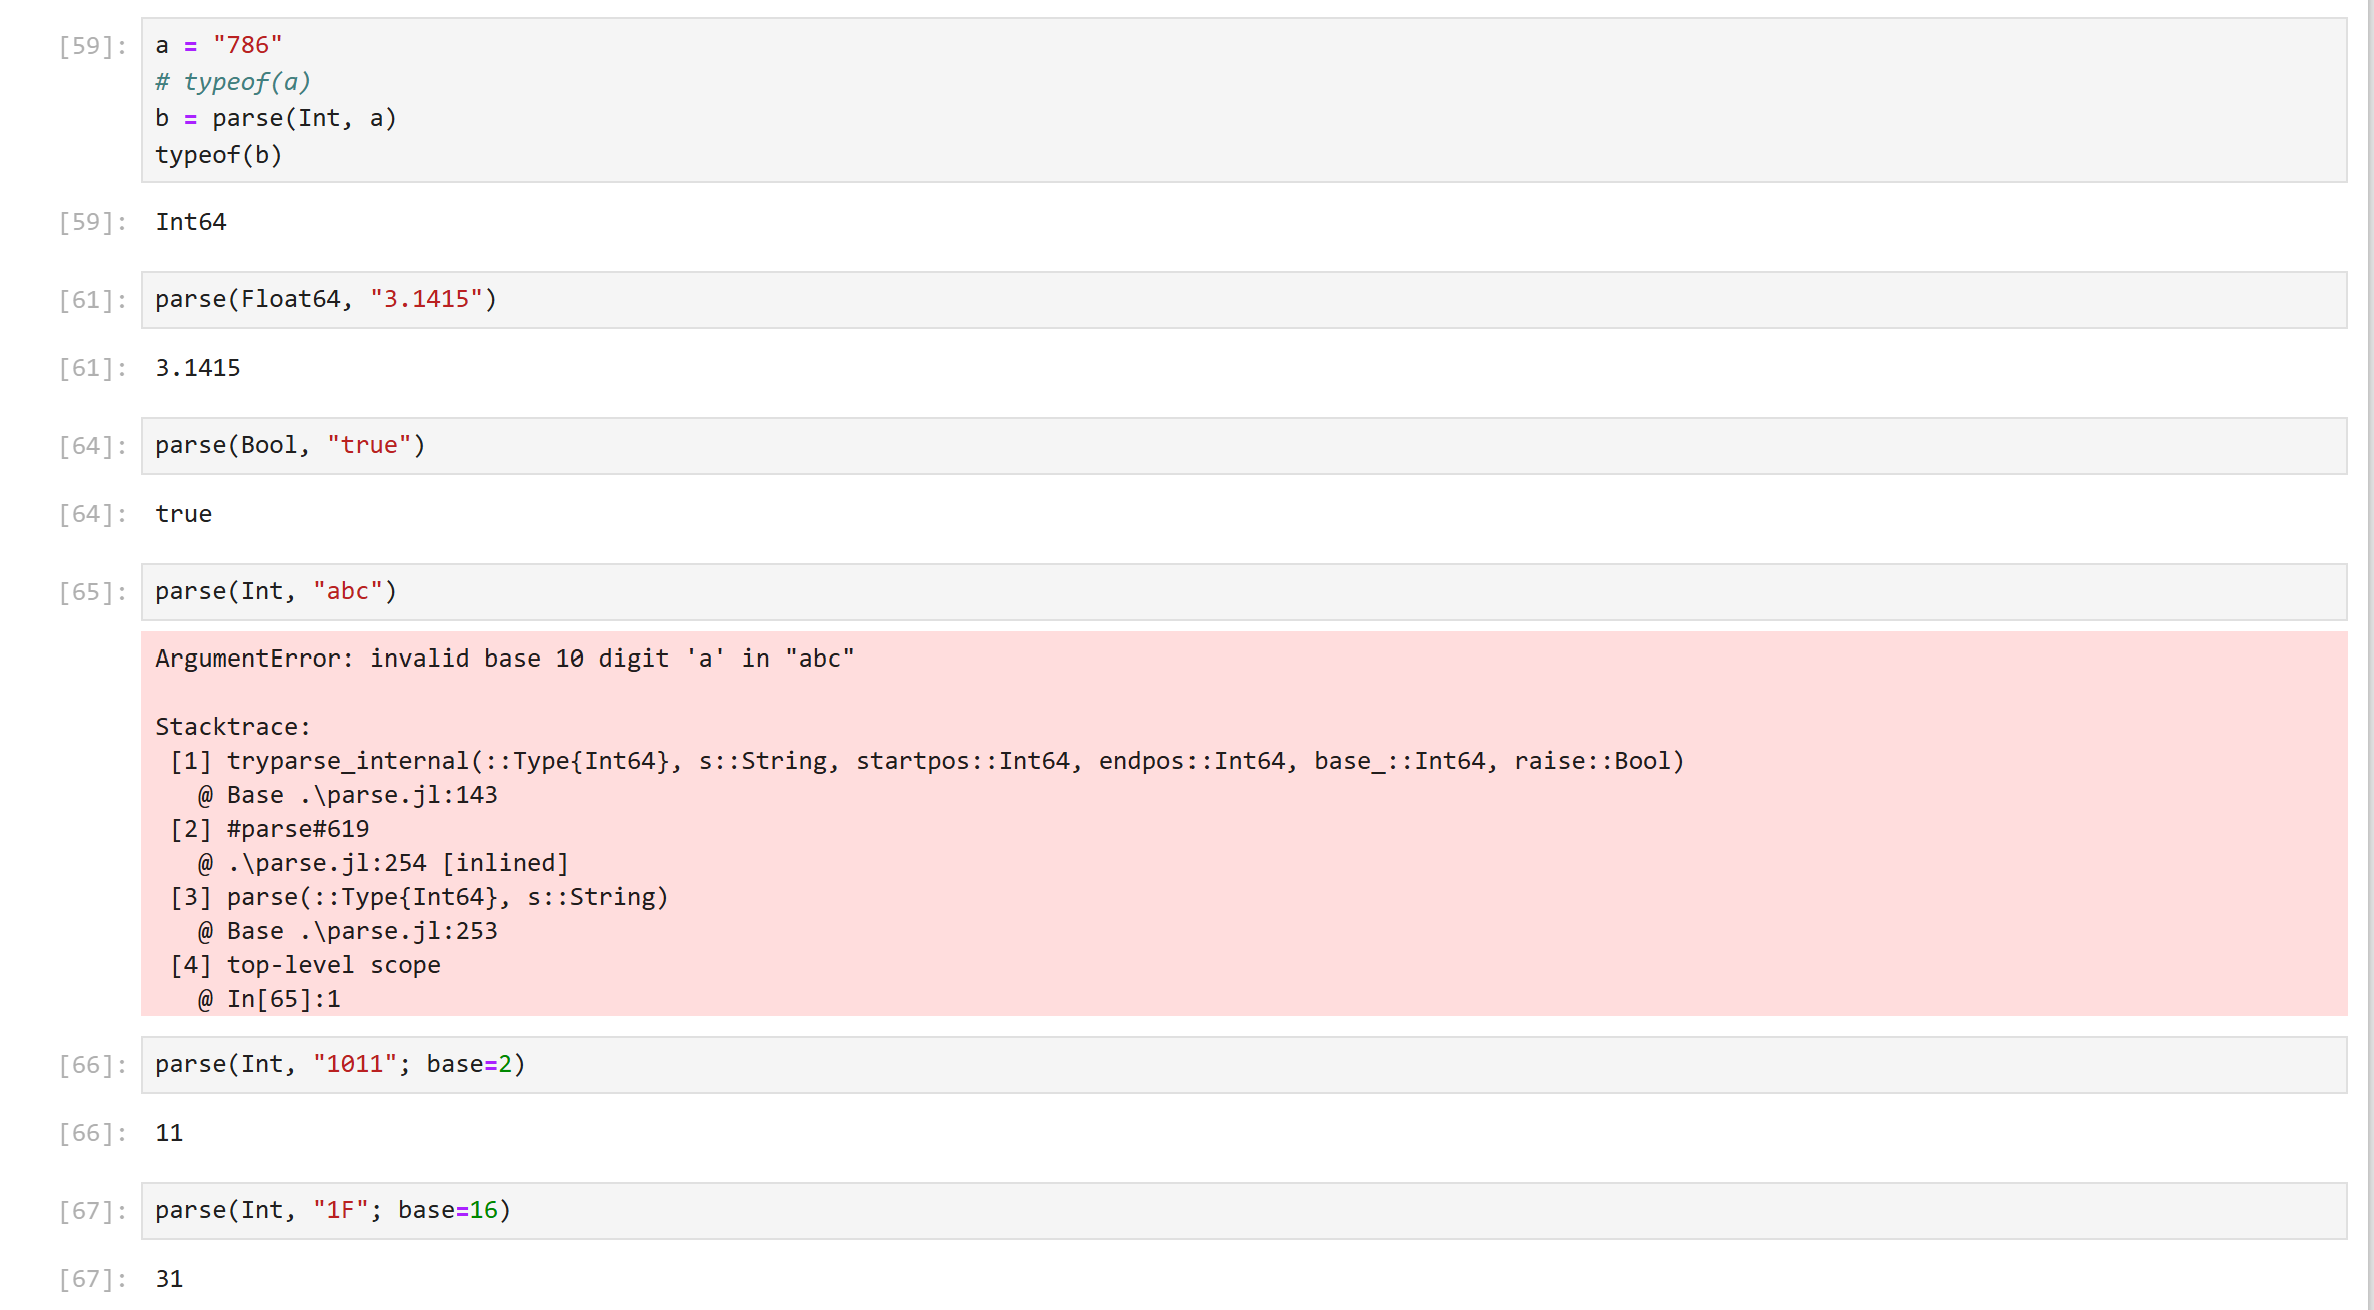 [59]: a = "786"
# typeof(a)
b = parse(Int, a)
typeof(b)
[59]: Int64
[61]: parse(Float64, "3.1415")
[61]: 3.1415
[64]: parse(Bool, "true")
[64]: true
[65]: parse(Int, "abc")
ArgumentError: invalid base 10 digit 'a' in "abc"
Stacktrace:
[1] tryparse_internal(::Type{Int64}, s::String, startpos::Int64, endpos::Int64, base_::Int64, raise::Bool)
@ Base .\parse.jl:143
[2] #parse#619
@ .\parse.jl:254 [inlined]
[3] parse(::Type{Int64}, s::String)
@ Base .\parse.jl:253
[4] top-level scope
@ In[65]:1
[66]: parse(Int, "1011"; base=2)
[66]: 11
[67]: parse(Int, "1F"; base=16)
[67]: 31